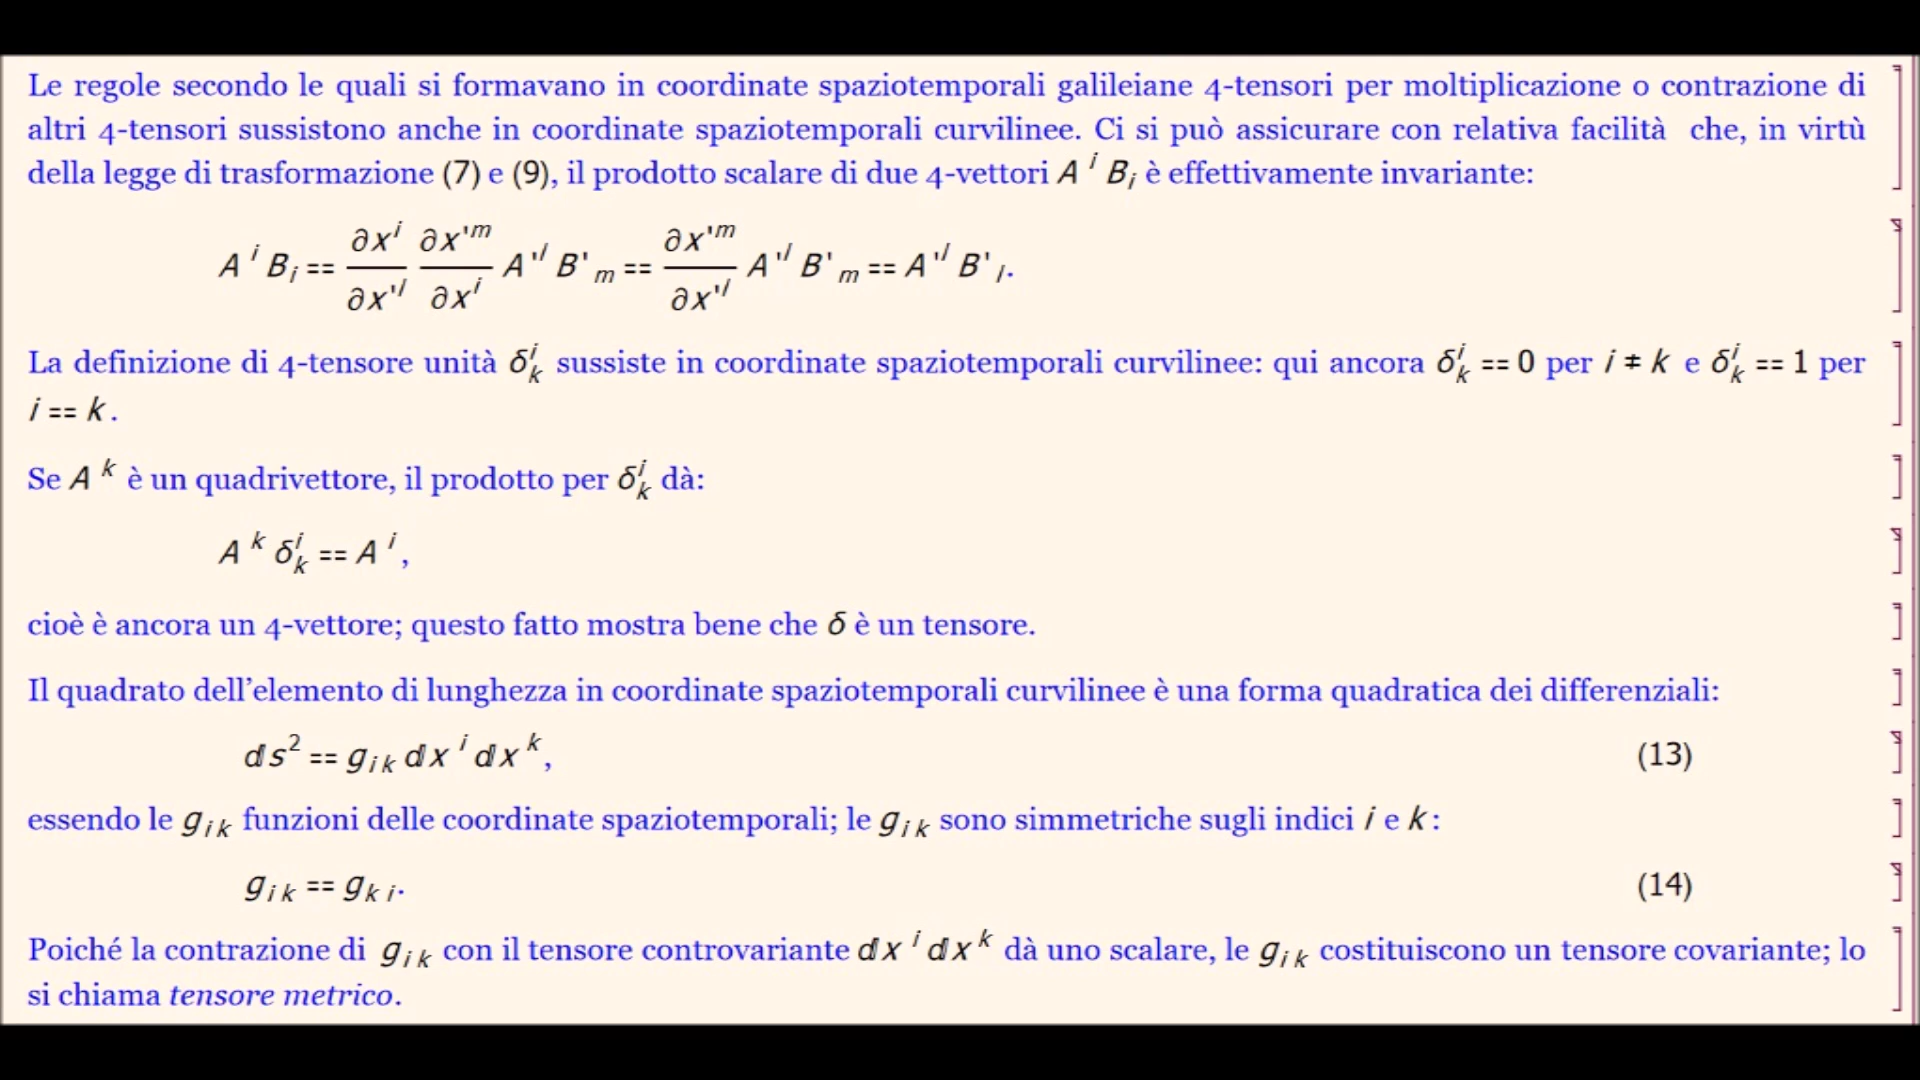 Le regole secondo le quali si formavano in coordinate spaziotemporali galileiane 4-tensori per moltiplicazione o contrazione di
altri 4-tensori sussistono anche in coordinate spaziotemporali curvilinee. Ci si può assicurare con relativa facilità che, in virtù
della legge di trasformazione (7) e (9), il prodotto scalare di due 4-vettori A^i B_i è effettivamente invariante:
A^i B_i == ∂x^i/∂x'^l ∂x'^m/∂x^i A'^l B'_m == ∂x'^m/∂x'^l A'^l B'_m == A'^l B'_l.
La definizione di 4-tensore unità δ^i_k sussiste in coordinate spaziotemporali curvilinee: qui ancora δ^i_k == 0 per i ≠ k e δ^i_k == 1 per
i == k.
Se A^k è un quadrivettore, il prodotto per δ^i_k dà:
A^k δ^i_k == A^i,
cioè è ancora un 4-vettore; questo fatto mostra bene che δ è un tensore.
Il quadrato dell'elemento di lunghezza in coordinate spaziotemporali curvilinee è una forma quadratica dei differenziali:
ⅆs^2 == g_ik ⅆx^i ⅆx^k, (13)
essendo le g_ik funzioni delle coordinate spaziotemporali; le g_ik sono simmetriche sugli indici i e k:
g_ik == g_ki. (14)
Poiché la contrazione di g_ik con il tensore controvariante ⅆx^i ⅆx^k dà uno scalare, le g_ik costituiscono un tensore covariante; lo
si chiama tensore metrico.